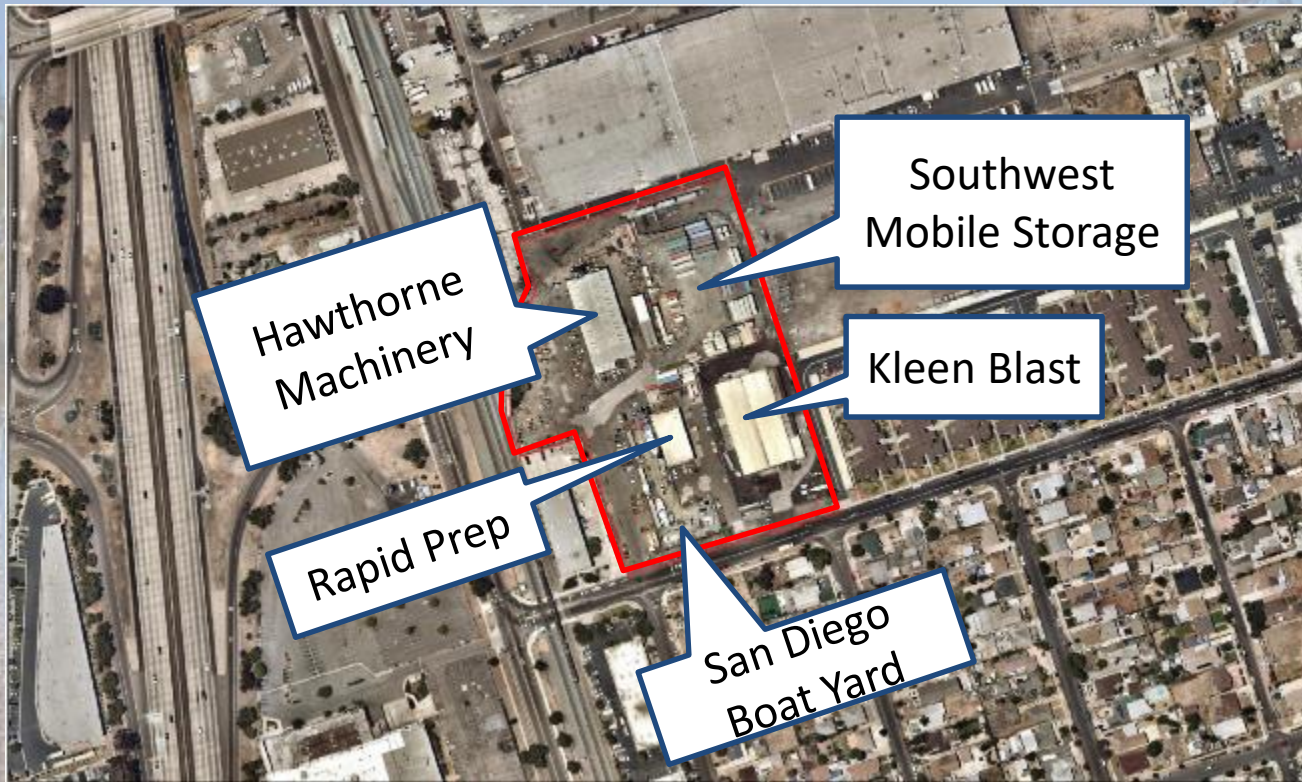 Southwest
Mobile Storage
Hawthorne
Machinery
Kleen Blast
Rapid Prep
San Diego
Boat Yard